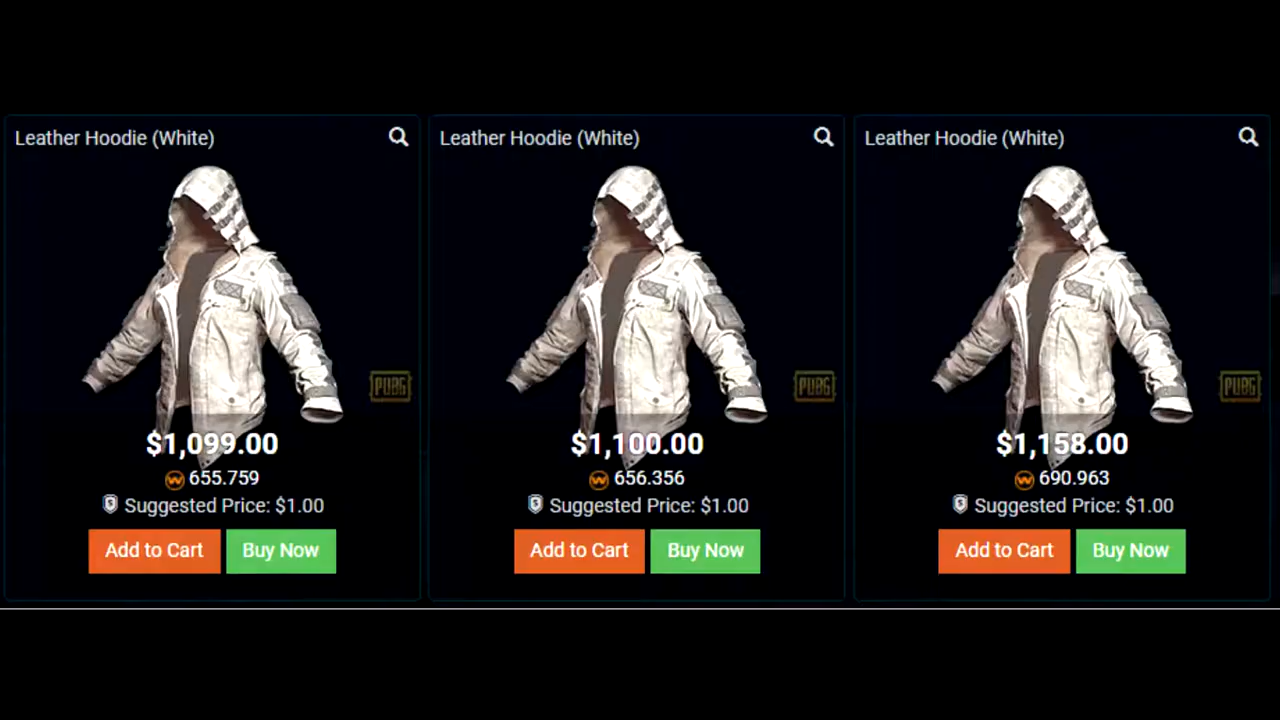 Leather Hoodie (White)
PUBG
$1,099.00
655.759
Suggested Price: $1.00
Add to Cart
Buy Now
Leather Hoodie (White)
PUBG
$1,100.00
656.356
Suggested Price: $1.00
Add to Cart
Buy Now
Leather Hoodie (White)
PUBG
$1,158.00
690.963
Suggested Price: $1.00
Add to Cart
Buy Now